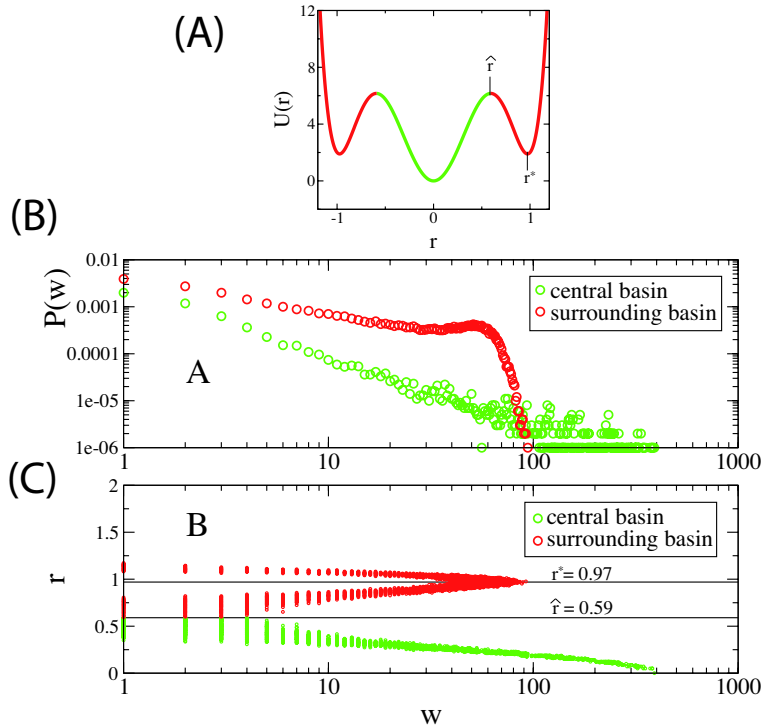 (A)
12
8
4
0
U(r)
r̂
r*
-1 0 1
r
(B)
0.01
0.001
0.0001
1e-05
1e-06
P(w)
central basin
surrounding basin
A
1 10 100 1000
(C)
2
1.5
1
0.5
0
r
B
central basin
surrounding basin
r*= 0.97
r̂ = 0.59
1 10 100 1000
w